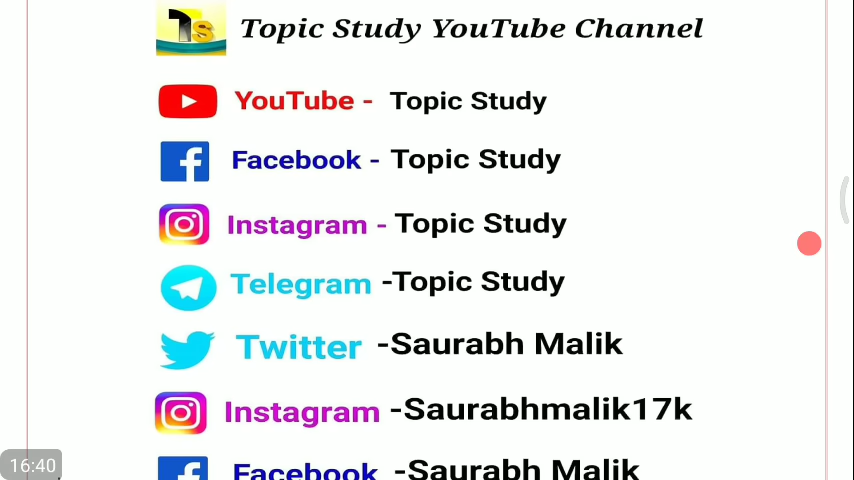 Ts Topic Study YouTube Channel
YouTube - Topic Study
Facebook - Topic Study
Instagram - Topic Study
Telegram -Topic Study
Twitter -Saurabh Malik
Instagram -Saurabhmalik17k
Facebook -Saurabh Malik
16:40